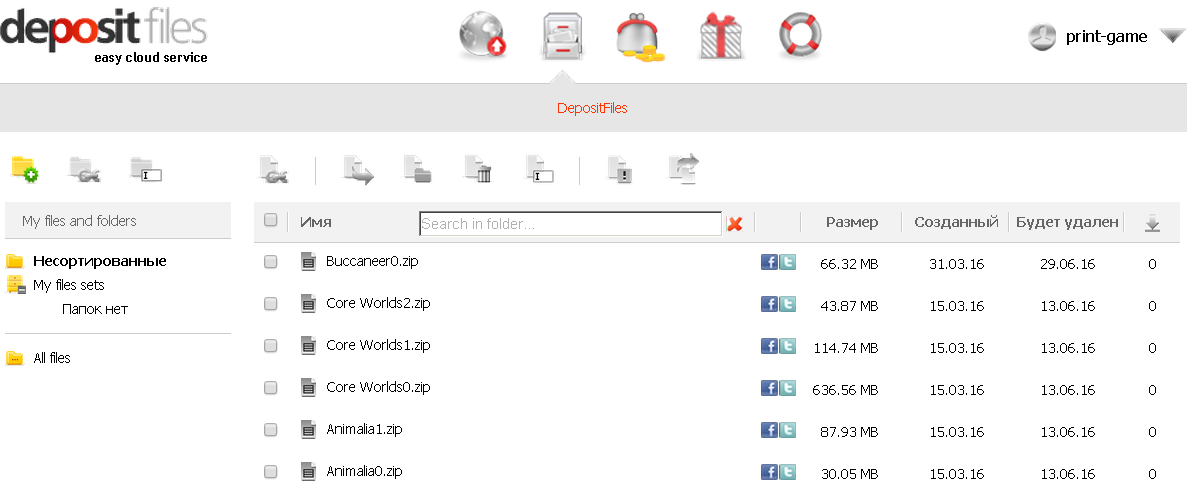 depositfiles
easy cloud service
print-game
DepositFiles
My files and folders
Несортированные
My files sets
Папок нет
All files
Имя Search in folder... Размер Созданный Будет удален
Buccaneer0.zip 66.32 MB 31.03.16 29.06.16 0
Core Worlds2.zip 43.87 MB 15.03.16 13.06.16 0
Core Worlds1.zip 114.74 MB 15.03.16 13.06.16 0
Core Worlds0.zip 636.56 MB 15.03.16 13.06.16 0
Animalia1.zip 87.93 MB 15.03.16 13.06.16 0
Animalia0.zip 30.05 MB 15.03.16 13.06.16 0